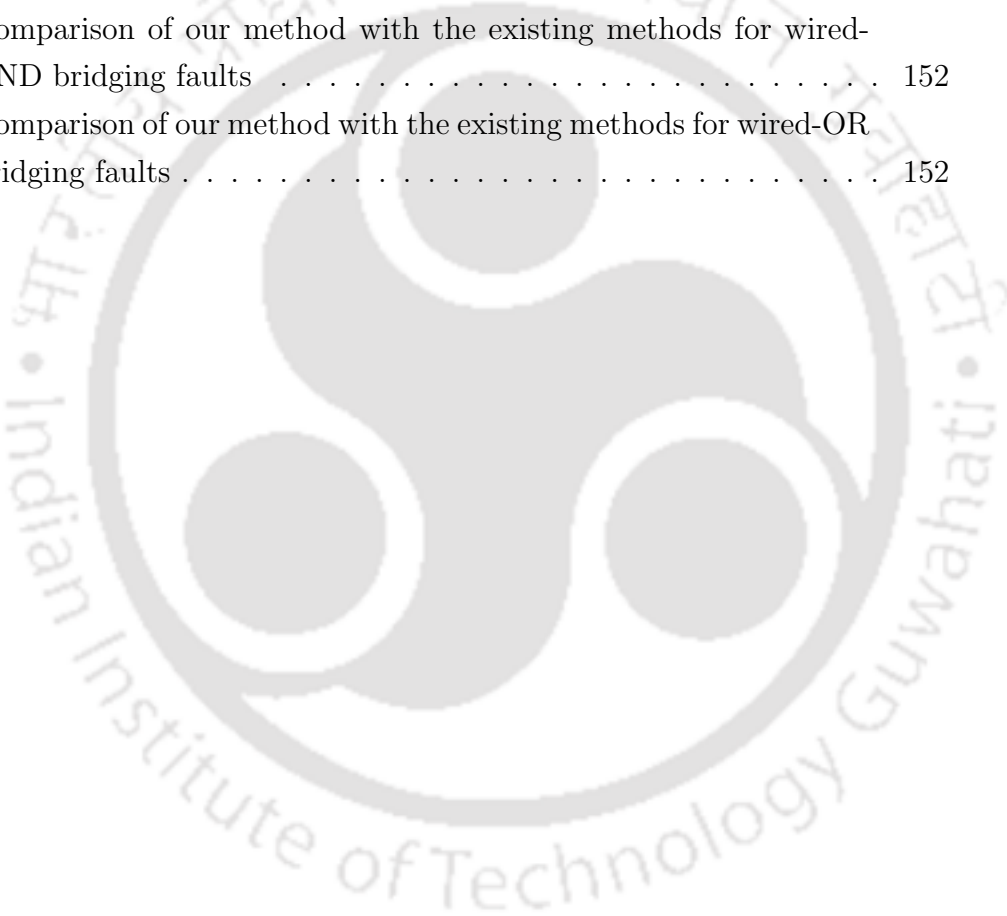 omparison of our method with the existing methods for wired-
ND bridging faults . . . . . . . . . . . . . . . . . . . . . . . . . 152
omparison of our method with the existing methods for wired-OR
ridging faults . . . . . . . . . . . . . . . . . . . . . . . . . . . . . 152
Indian Institute of Technology Guwahati